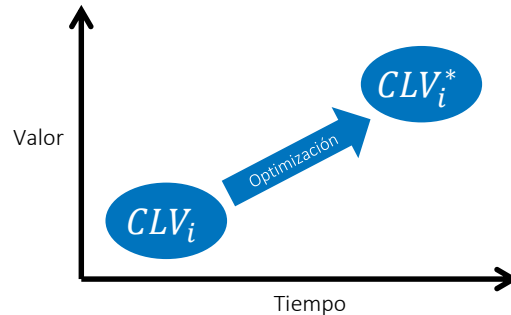 CLV_i^*
Valor
Optimización
CLV_i
Tiempo